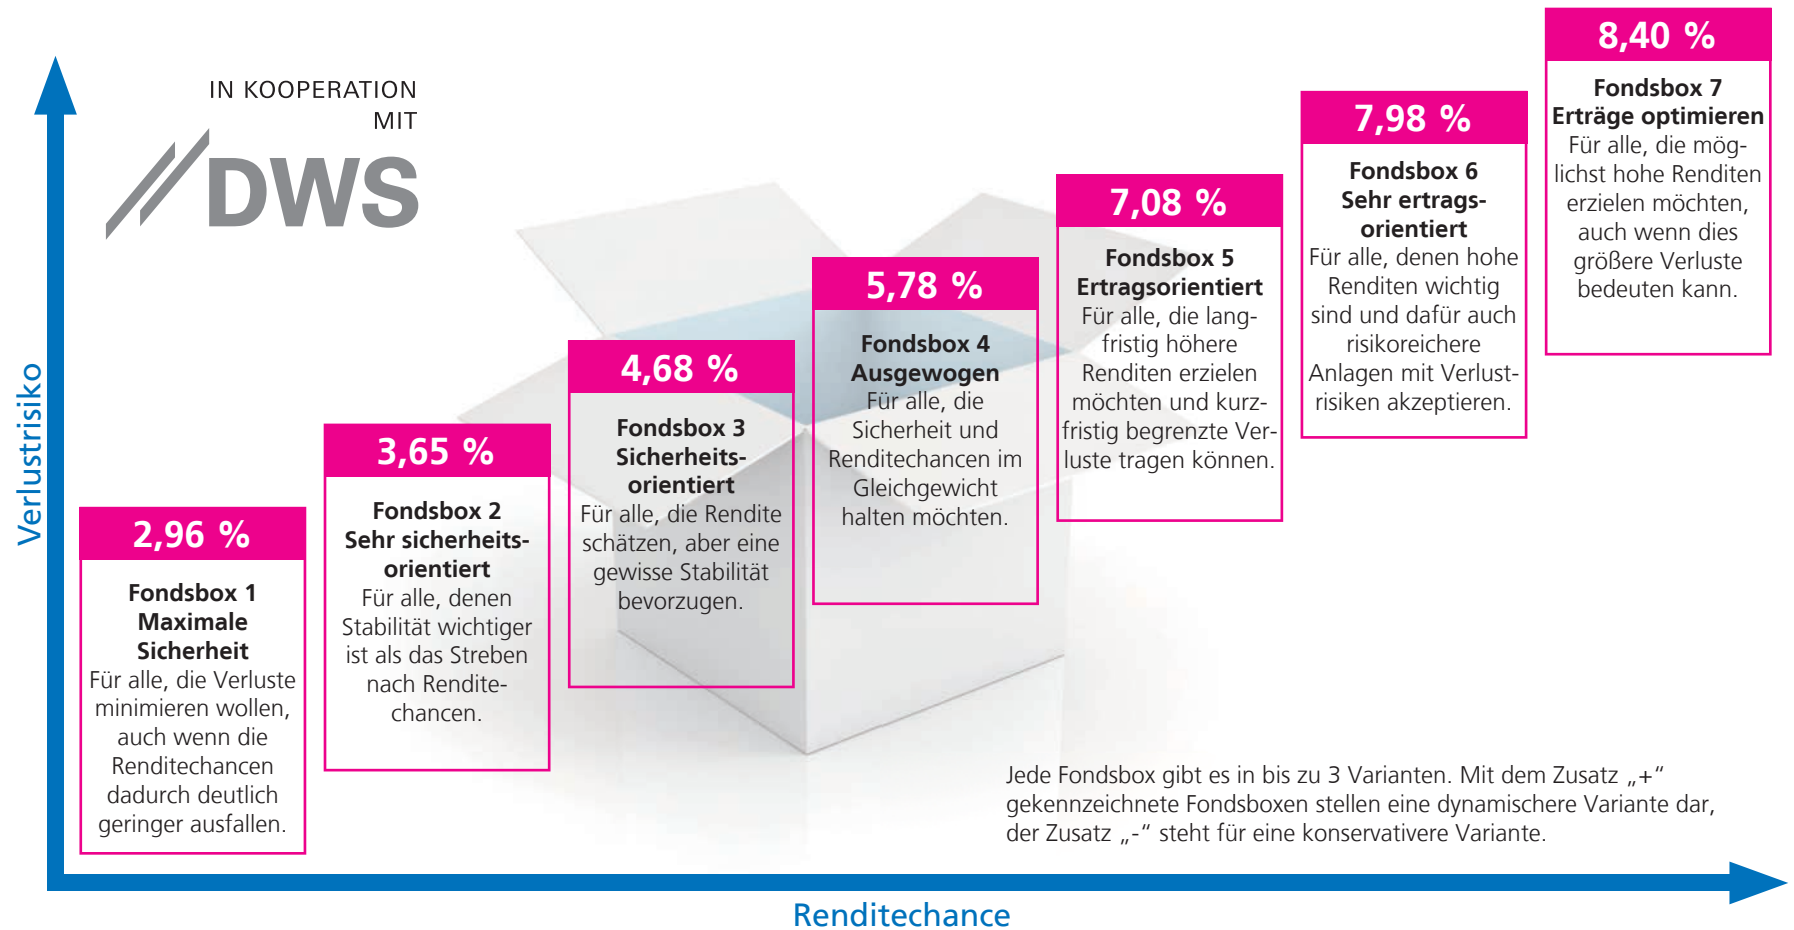 IN KOOPERATION
MIT
DWS
Verlustrisiko
2,96 %
Fondsbox 1
Maximale
Sicherheit
Für alle, die Verluste
minimieren wollen,
auch wenn die
Renditechancen
dadurch deutlich
geringer ausfallen.
3,65 %
Fondsbox 2
Sehr sicherheits-
orientiert
Für alle, denen
Stabilität wichtiger
ist als das Streben
nach Rendite-
chancen.
4,68 %
Fondsbox 3
Sicherheits-
orientiert
Für alle, die Rendite
schätzen, aber eine
gewisse Stabilität
bevorzugen.
5,78 %
Fondsbox 4
Ausgewogen
Für alle, die
Sicherheit und
Renditechancen im
Gleichgewicht
halten möchten.
7,08 %
Fondsbox 5
Ertragsorientiert
Für alle, die lang-
fristig höhere
Renditen erzielen
möchten und kurz-
fristig begrenzte Ver-
luste tragen können.
7,98 %
Fondsbox 6
Sehr ertrags-
orientiert
Für alle, denen hohe
Renditen wichtig
sind und dafür auch
risikoreichere
Anlagen mit Verlust-
risiken akzeptieren.
8,40 %
Fondsbox 7
Erträge optimieren
Für alle, die mög-
lichst hohe Renditen
erzielen möchten,
auch wenn dies
größere Verluste
bedeuten kann.
Jede Fondsbox gibt es in bis zu 3 Varianten. Mit dem Zusatz „+“
gekennzeichnete Fondsboxen stellen eine dynamischere Variante dar,
der Zusatz „-“ steht für eine konservativere Variante.
Renditechance